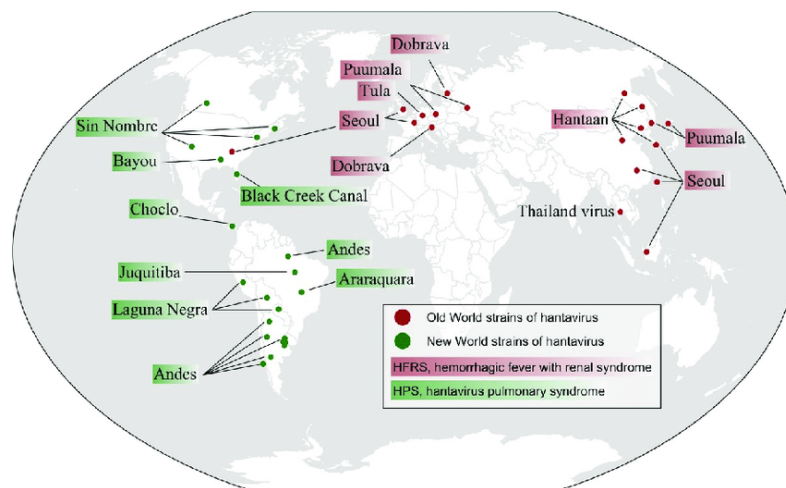 Dobrava
Puumala
Tula
Seoul
Dobrava
Sin Nombre
Bayou
Black Creek Canal
Choclo
Andes
Juquitiba
Araraquara
Laguna Negra
Andes
Hantaan
Puumala
Seoul
Thailand virus
Old World strains of hantavirus
New World strains of hantavirus
HFRS, hemorrhagic fever with renal syndrome
HPS, hantavirus pulmonary syndrome